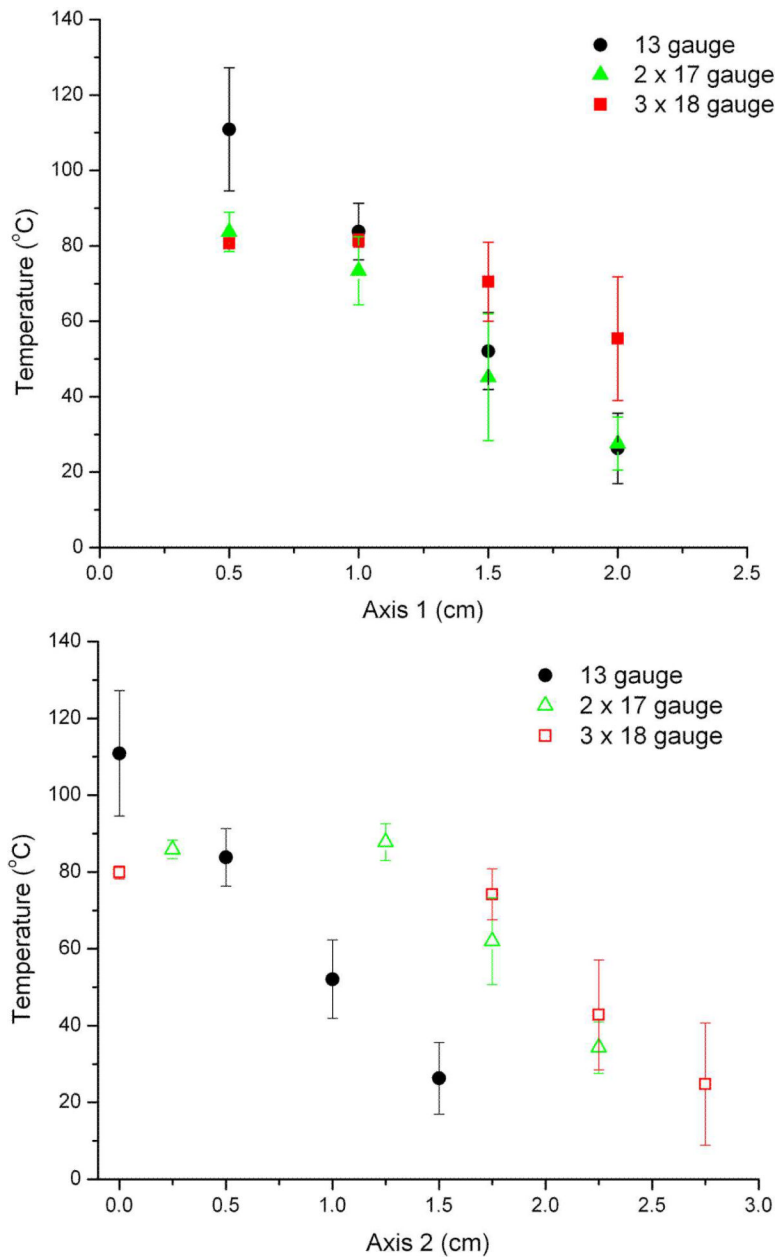 140
120
100
80
60
40
20
0
Temperature (°C)
13 gauge
2 x 17 gauge
3 x 18 gauge
0.0 0.5 1.0 1.5 2.0 2.5
Axis 1 (cm)
140
120
100
80
60
40
20
0
Temperature (°C)
13 gauge
2 x 17 gauge
3 x 18 gauge
0.0 0.5 1.0 1.5 2.0 2.5 3.0
Axis 2 (cm)